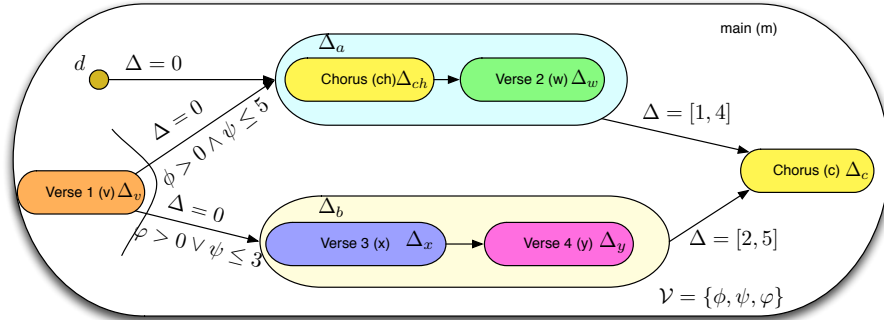 main (m)
Δ_a
d
Δ = 0
Chorus (ch) Δ_ch
Verse 2 (w) Δ_w
Δ = 0
ϕ > 0 ∧ ψ ≤ 5
Δ = [1, 4]
Verse 1 (v) Δ_v
Chorus (c) Δ_c
Δ = 0
φ > 0 ∨ ψ ≤ 3
Δ_b
Verse 3 (x) Δ_x
Verse 4 (y) Δ_y
Δ = [2, 5]
𝒱 = {ϕ, ψ, φ}